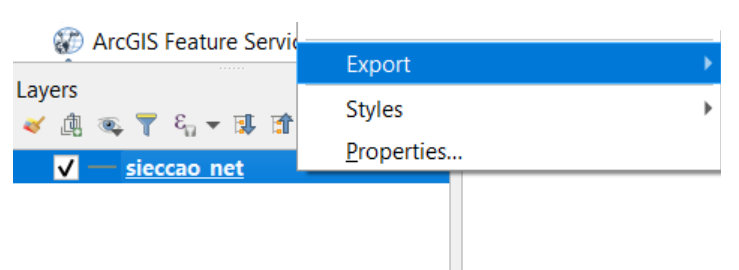 ArcGIS Feature Servic
Export
Layers
Styles
Properties...
sieccao_net